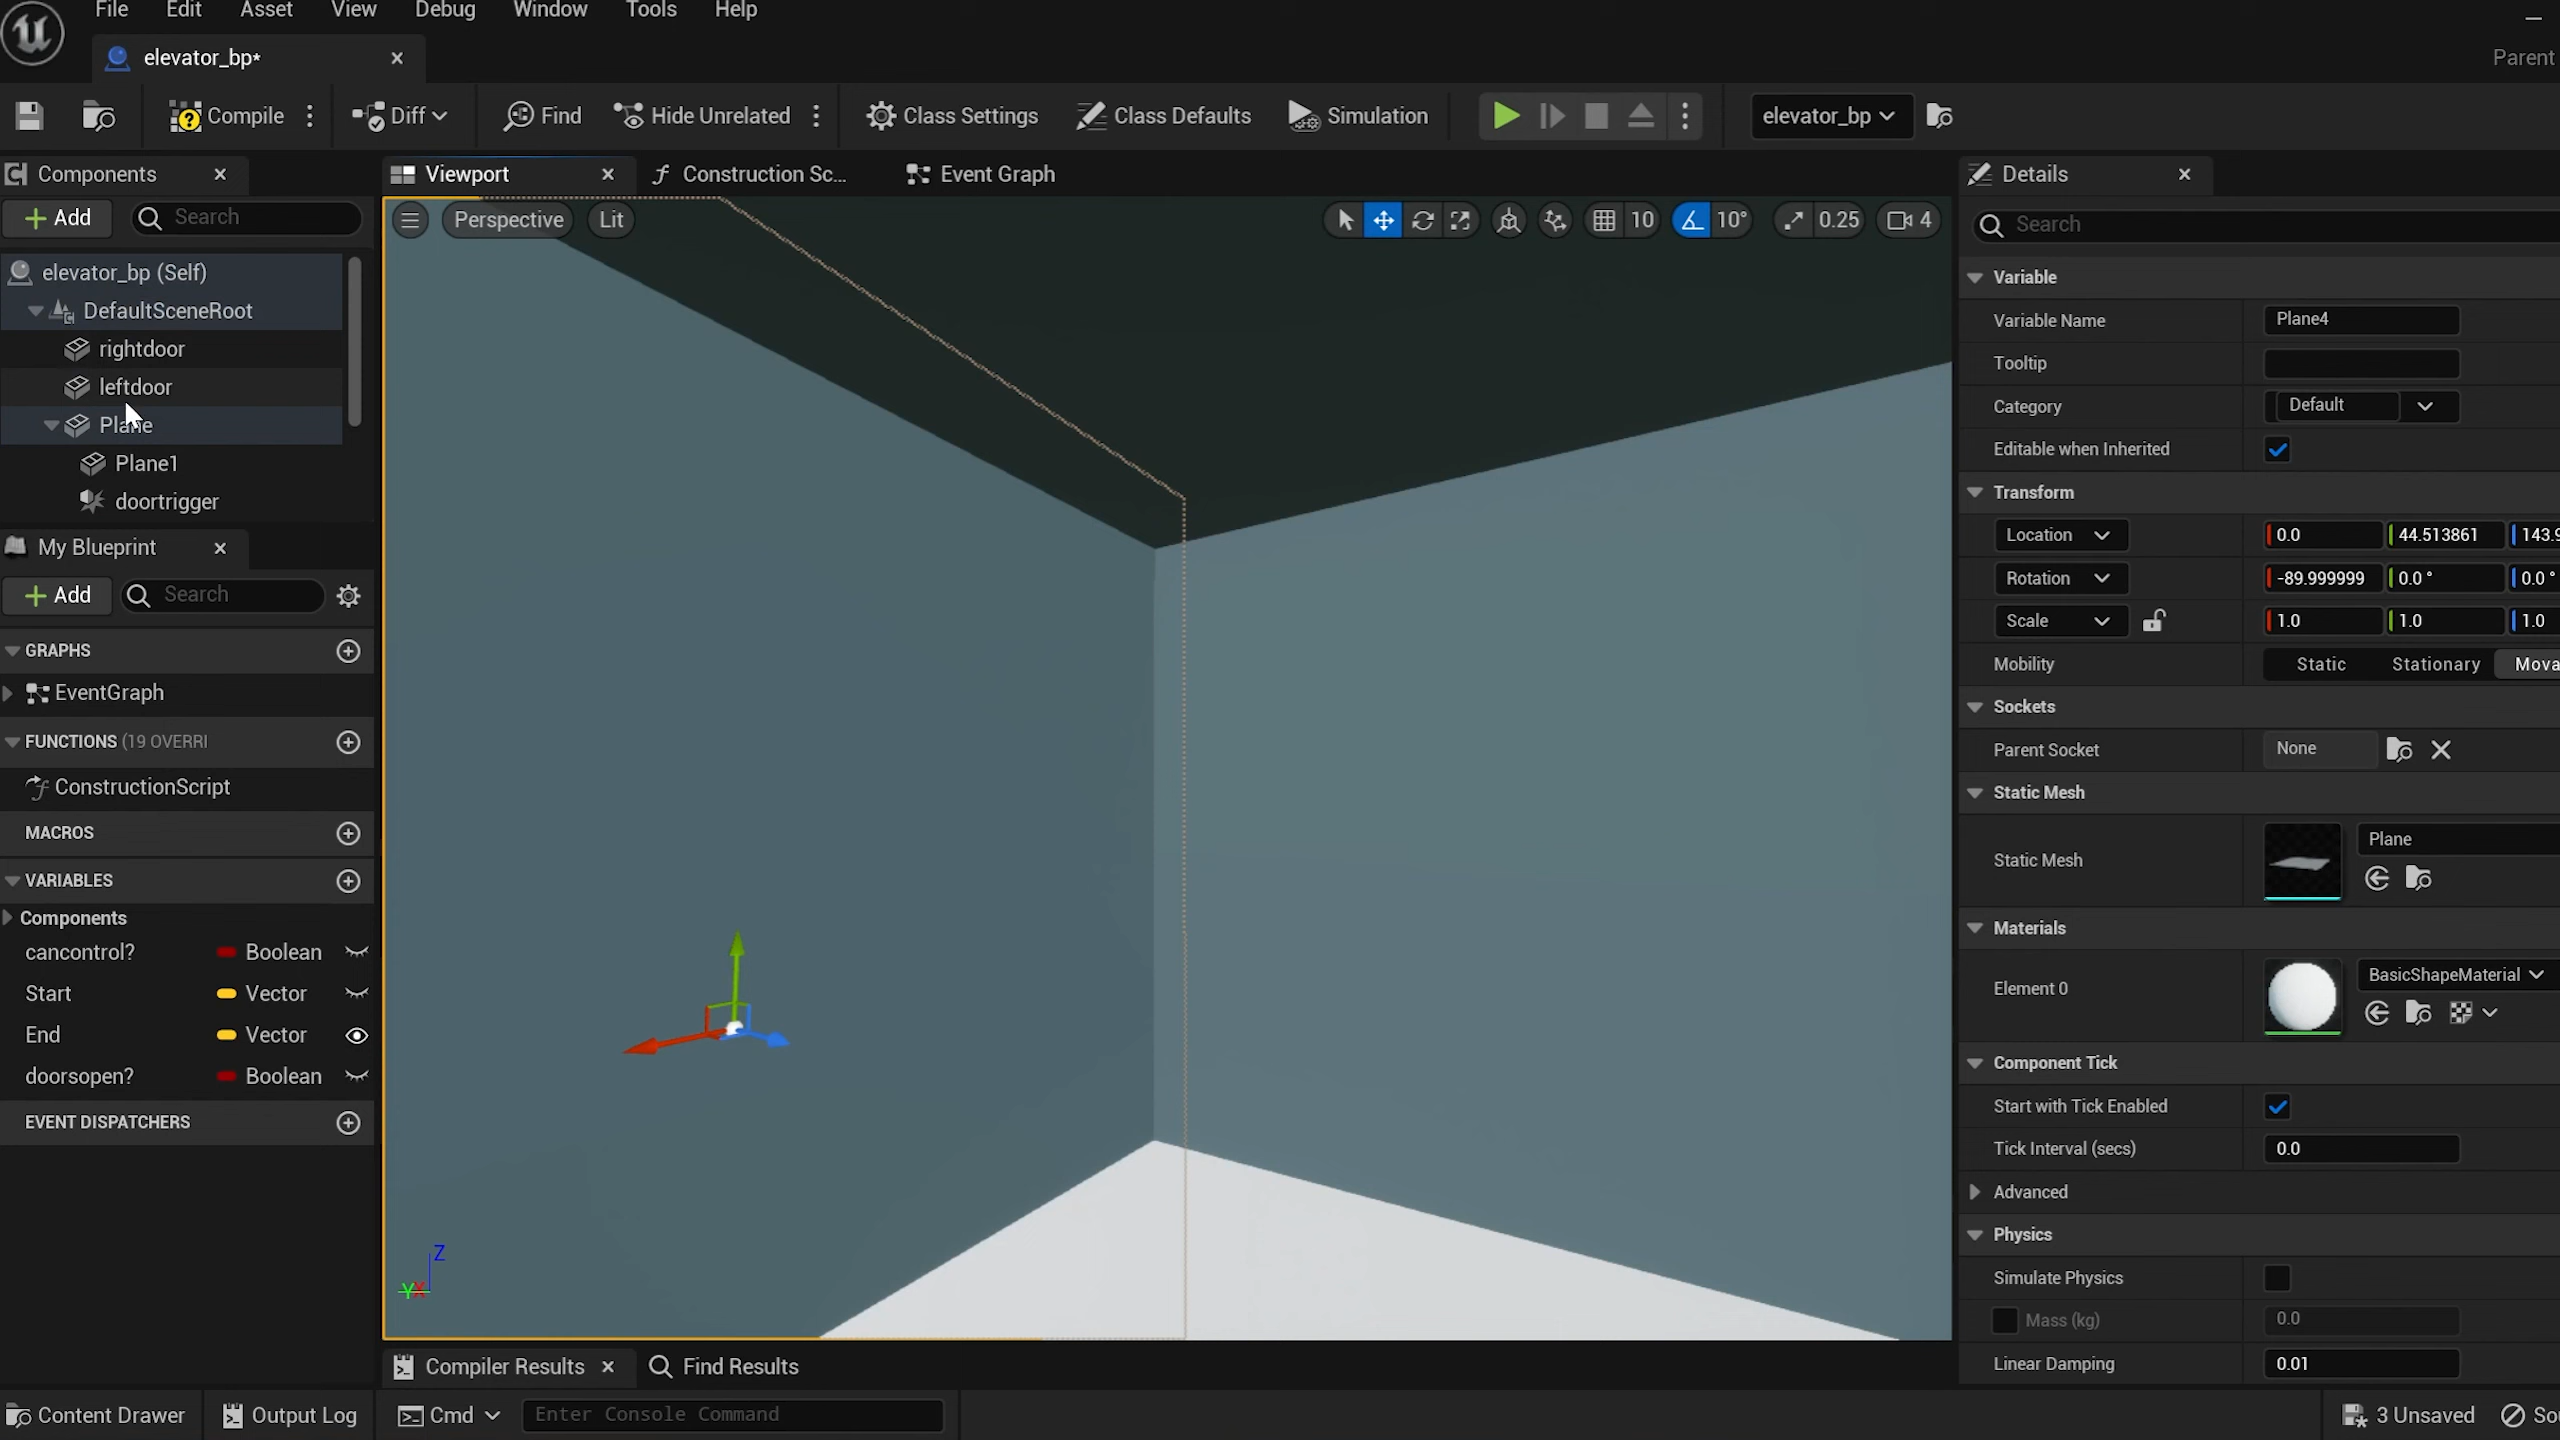 File Edit Asset View Debug Window Tools Help
elevator_bp*
Parent
Compile Diff Find Hide Unrelated Class Settings Class Defaults Simulation elevator_bp
Components
Add Search
elevator_bp (Self)
DefaultSceneRoot
rightdoor
leftdoor
Plane
Plane1
doortrigger
My Blueprint
Add Search
GRAPHS
EventGraph
FUNCTIONS (19 OVERRI
ConstructionScript
MACROS
VARIABLES
Components
cancontrol? Boolean
Start Vector
End Vector
doorsopen? Boolean
EVENT DISPATCHERS
Viewport Construction Sc... Event Graph
Perspective Lit 10 10° 0.25 4
Z
Y X
Compiler Results Find Results
Details
Search
Variable
Variable Name Plane4
Tooltip
Category Default
Editable when Inherited
Transform
Location 0.0 44.513861 143.9
Rotation -89.999999 0.0 ° 0.0 °
Scale 1.0 1.0 1.0
Mobility Static Stationary Mova
Sockets
Parent Socket None
Static Mesh
Static Mesh Plane
Materials
Element 0 BasicShapeMaterial
Component Tick
Start with Tick Enabled
Tick Interval (secs) 0.0
Advanced
Physics
Simulate Physics
Mass (kg) 0.0
Linear Damping 0.01
Content Drawer Output Log Cmd Enter Console Command 3 Unsaved Sou